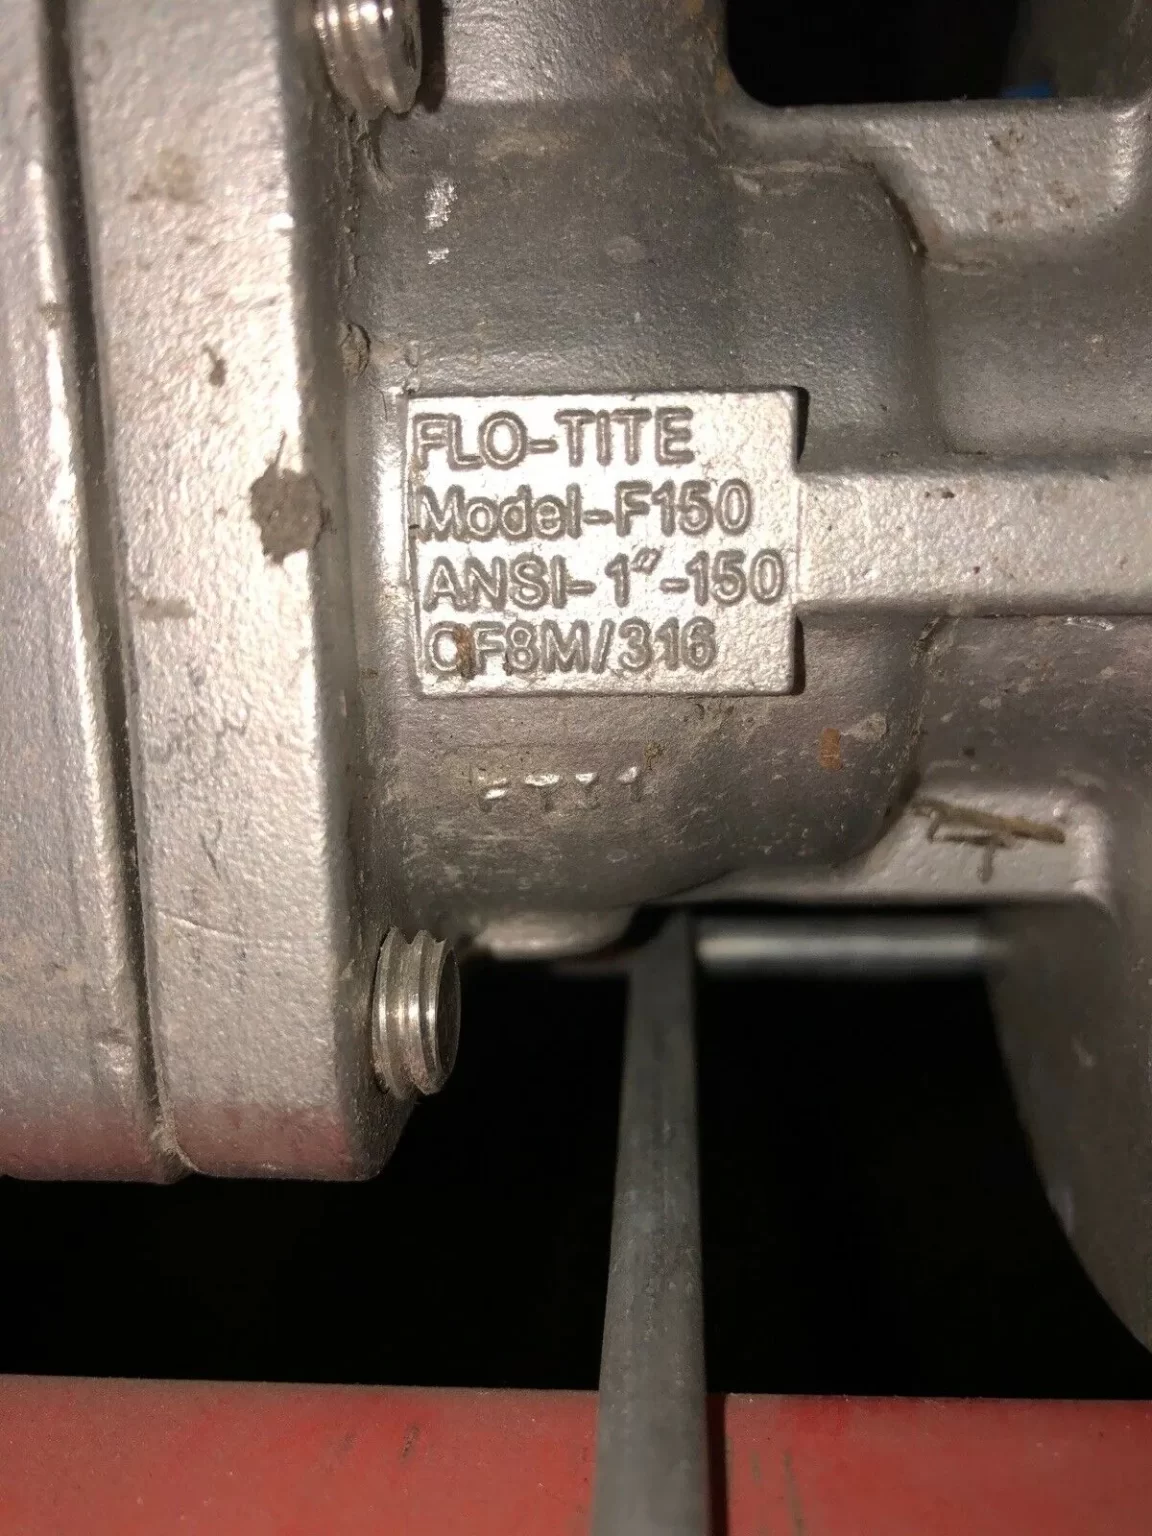 FLO-TITE
Model-F150
ANSI-1"-150
CF8M/316